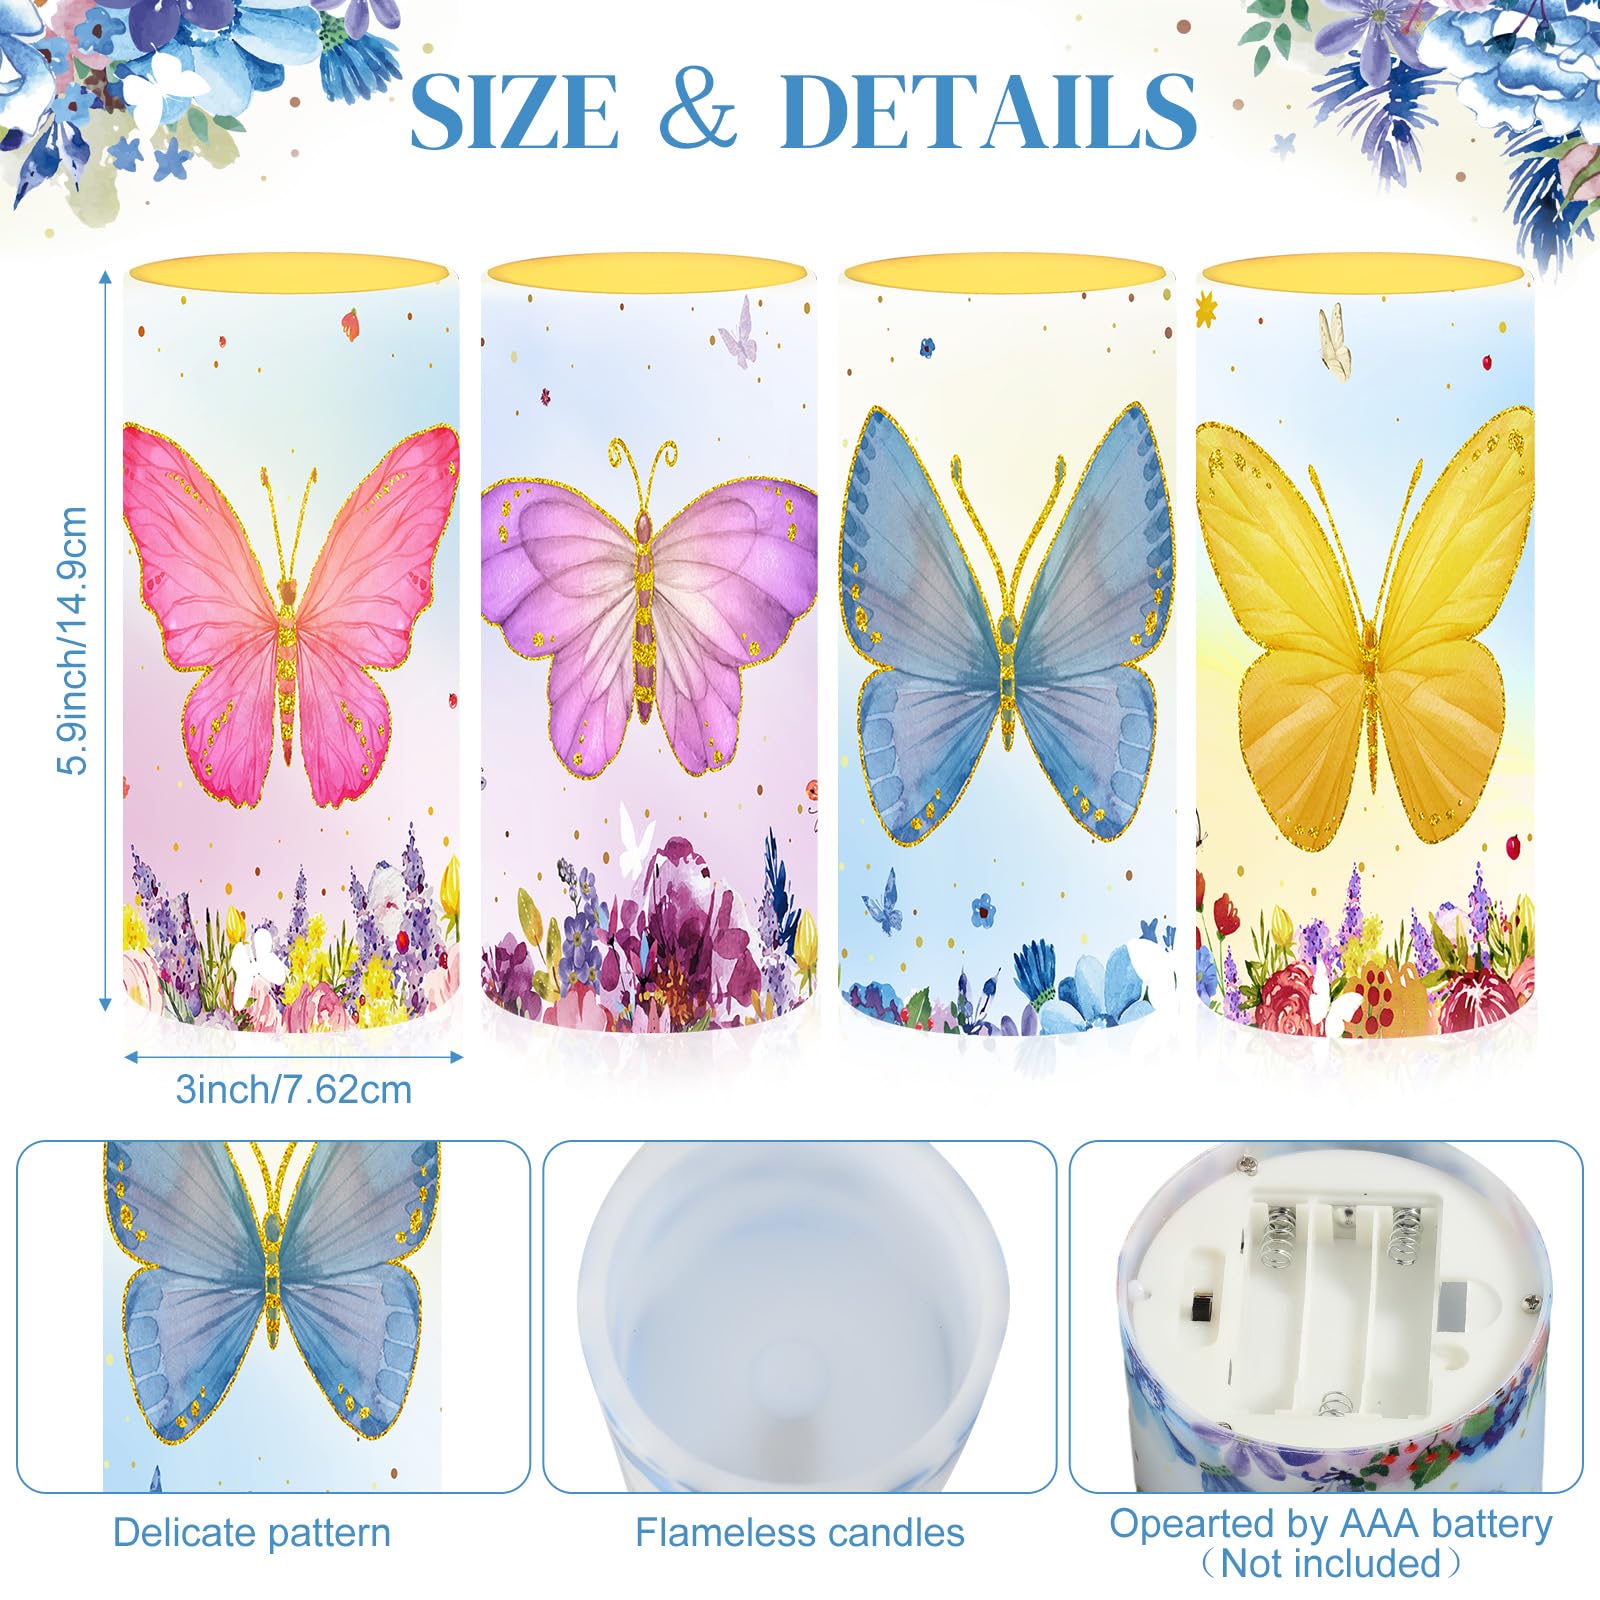 SIZE & DETAILS
5.9inch/14.9cm
3inch/7.62cm
Delicate pattern
Flameless candles
Opearted by AAA battery
（Not included）